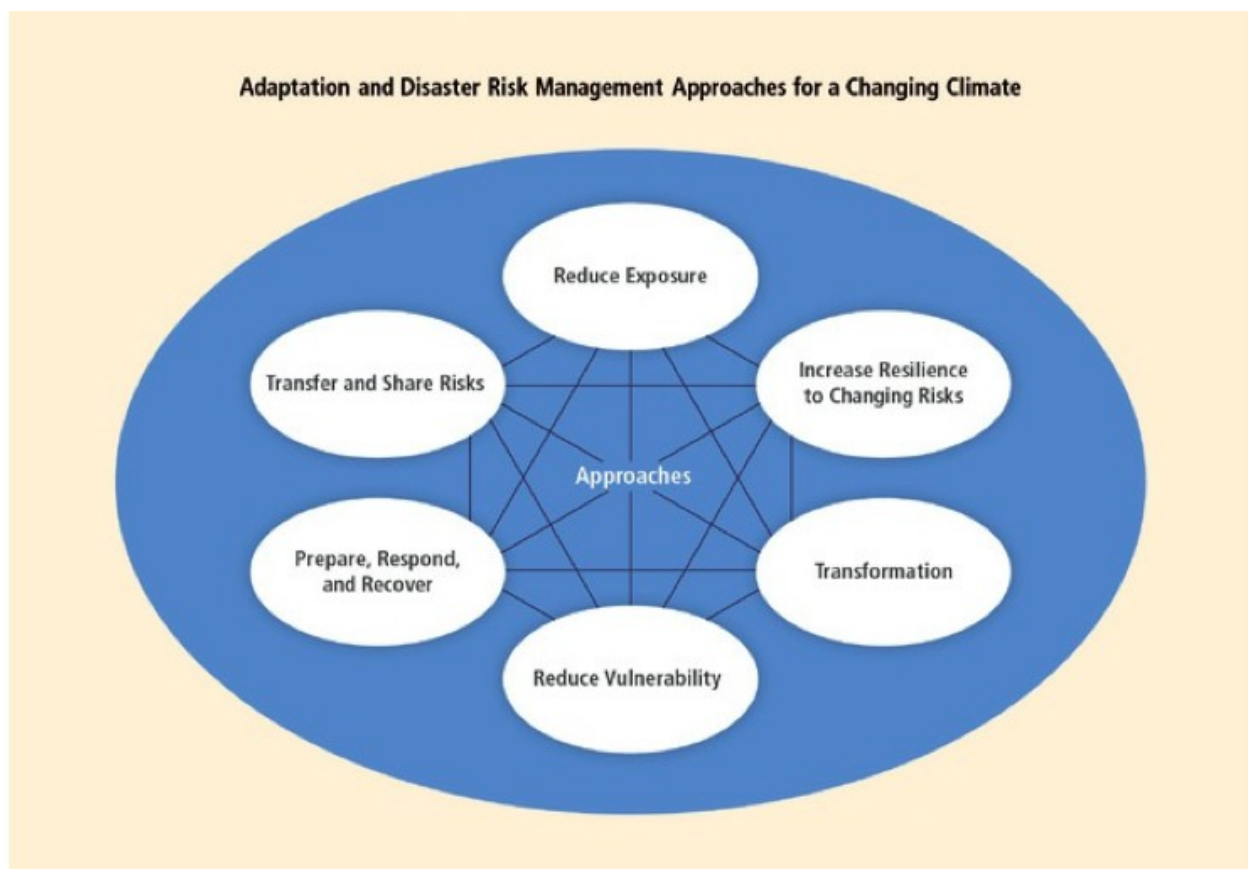 Adaptation and Disaster Risk Management Approaches for a Changing Climate
Reduce Exposure
Transfer and Share Risks
Increase Resilience
to Changing Risks
Approaches
Prepare, Respond,
and Recover
Transformation
Reduce Vulnerability